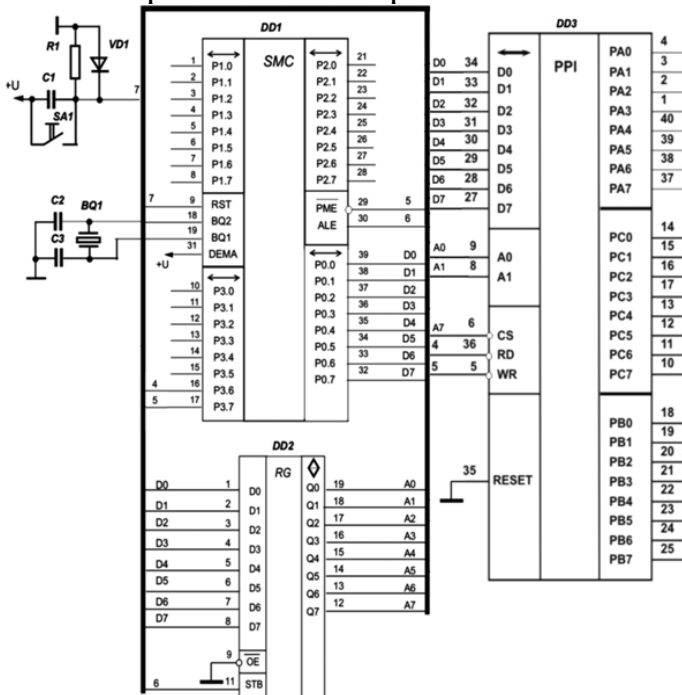 DD1
SMC
R1
VD1
C1
+U
SA1
7
1 P1.0
2 P1.1
3 P1.2
4 P1.3
5 P1.4
6 P1.5
7 P1.6
8 P1.7
P2.0 21
P2.1 22
P2.2 23
P2.3 24
P2.4 25
P2.5 26
P2.6 27
P2.7 28
C2
BQ1
C3
7 9 RST
18 BQ2
19 BQ1
31 DEMA
+U
PME 29 5
ALE 30 6
10 P3.0
11 P3.1
12 P3.2
13 P3.3
14 P3.4
15 P3.5
4 16 P3.6
5 17 P3.7
P0.0 39 D0
P0.1 38 D1
P0.2 37 D2
P0.3 36 D3
P0.4 35 D4
P0.5 34 D5
P0.6 33 D6
P0.7 32 D7
DD2
RG
D0 1 D0
D1 2 D1
D2 3 D2
D3 4 D3
D4 5 D4
D5 6 D5
D6 7 D6
D7 8 D7
9 OE
6 11 STB
Q0 19 A0
Q1 18 A1
Q2 17 A2
Q3 16 A3
Q4 15 A4
Q5 14 A5
Q6 13 A6
Q7 12 A7
DD3
PPI
D0 34 D0
D1 33 D1
D2 32 D2
D3 31 D3
D4 30 D4
D5 29 D5
D6 28 D6
D7 27 D7
A0 9 A0
A1 8 A1
A7 6 CS
4 36 RD
5 5 WR
35 RESET
PA0 4
PA1 3
PA2 2
PA3 1
PA4 40
PA5 39
PA6 38
PA7 37
PC0 14
PC1 15
PC2 16
PC3 17
PC4 13
PC5 12
PC6 11
PC7 10
PB0 18
PB1 19
PB2 20
PB3 21
PB4 22
PB5 23
PB6 24
PB7 25